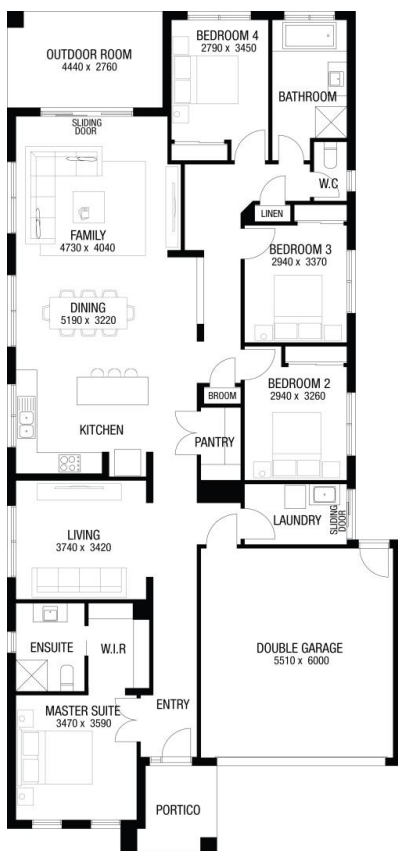 BEDROOM 4
2790 x 3450
OUTDOOR ROOM
4440 x 2760
BATHROOM
SLIDING
DOOR
W.C
LINEN
FAMILY
4730 x 4040
BEDROOM 3
2940 x 3370
DINING
5190 x 3220
BEDROOM 2
2940 x 3260
BROOM
KITCHEN
PANTRY
LAUNDRY
SLIDING
DOOR
LIVING
3740 x 3420
ENSUITE
W.I.R
DOUBLE GARAGE
5510 x 6000
MASTER SUITE
3470 x 3590
ENTRY
PORTICO